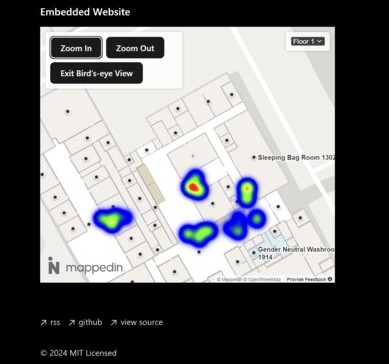 Embedded Website
Zoom In
Zoom Out
Floor 1
Exit Bird's-eye View
Sleeping Bag Room 1302
Gender Neutral Washroo
1914
mappedin
© Mappedin © OpenStreetMap Provide Feedback
↗ rss ↗ github ↗ view source
© 2024 MIT Licensed